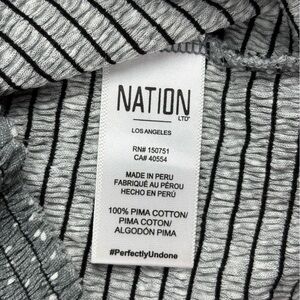 NATION
LTD
LOS ANGELES
RN# 150751
CA# 40554
MADE IN PERU
FABRIQUÉ AU PÉROU
HECHO EN PERÚ
100% PIMA COTTON/
PIMA COTON/
ALGODÓN PIMA
#PerfectlyUndone